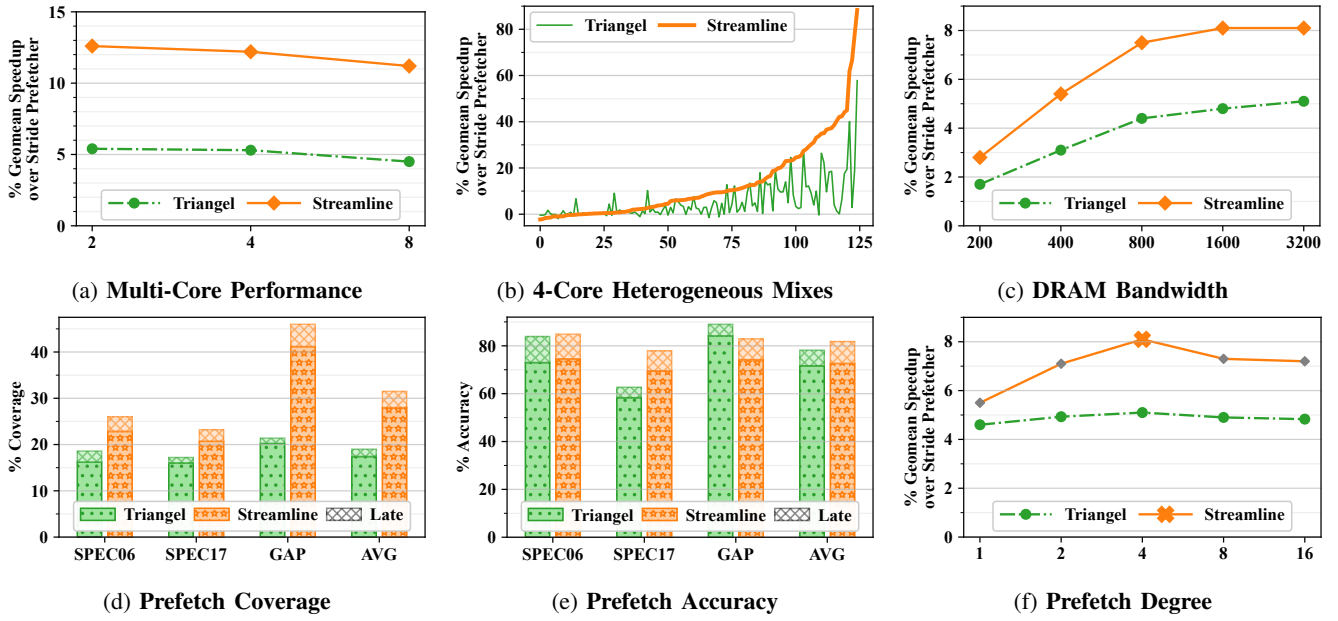 % Geomean Speedup
over Stride Prefetcher
15
10
5
0
Triangel
Streamline
2
4
8
(a) Multi-Core Performance
% Geomean Speedup
over Stride Prefetcher
80
60
40
20
0
Triangel
Streamline
0
25
50
75
100
125
(b) 4-Core Heterogeneous Mixes
% Geomean Speedup
over Stride Prefetcher
8
6
4
2
0
Triangel
Streamline
200
400
800
1600
3200
(c) DRAM Bandwidth
% Coverage
40
30
20
10
0
Triangel
Streamline
Late
SPEC06
SPEC17
GAP
AVG
(d) Prefetch Coverage
% Accuracy
80
60
40
20
0
Triangel
Streamline
Late
SPEC06
SPEC17
GAP
AVG
(e) Prefetch Accuracy
% Geomean Speedup
over Stride Prefetcher
8
6
4
2
0
Triangel
Streamline
1
2
4
8
16
(f) Prefetch Degree